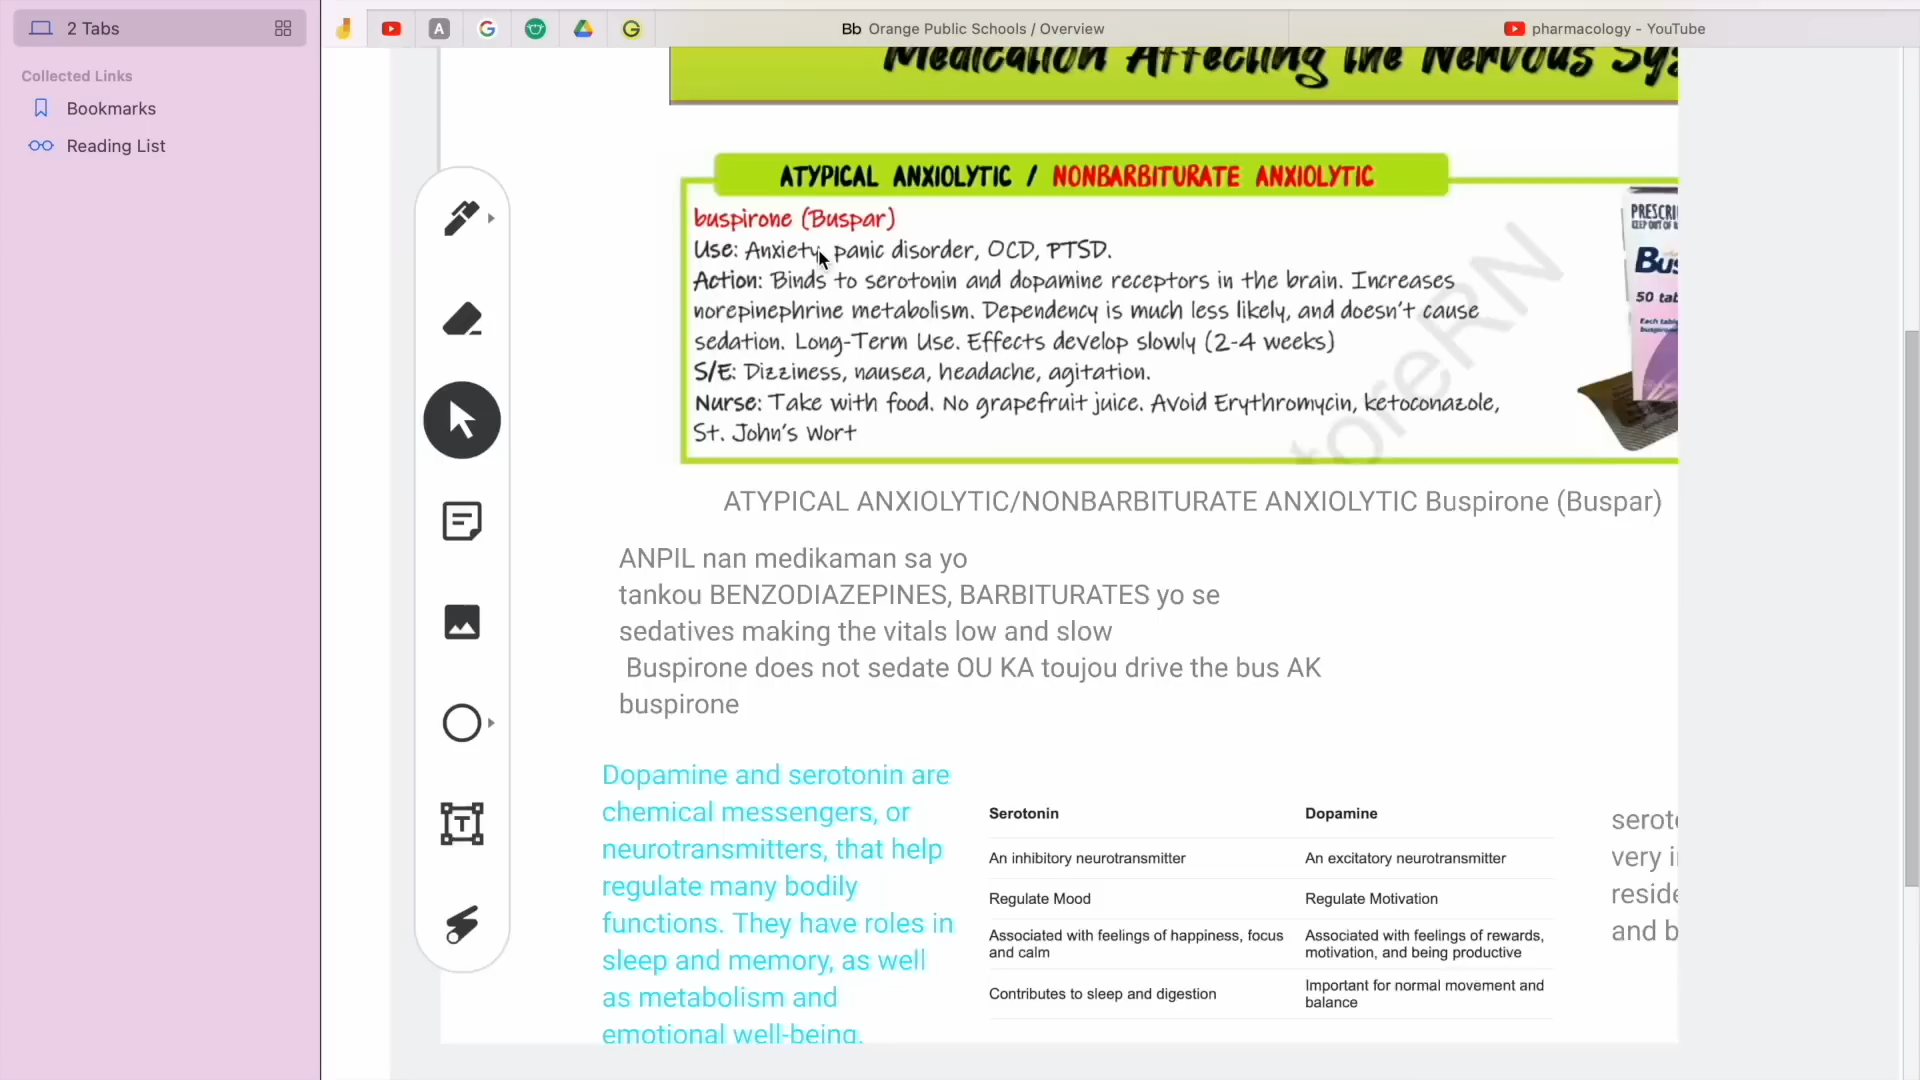 2 Tabs
Collected Links
Bookmarks
Reading List
A
Bb Orange Public Schools / Overview
pharmacology - YouTube
Medication Affecting the Nervous
ATYPICAL ANXIOLYTIC / NONBARBITURATE ANXIOLYTIC
buspirone (Buspar)
Use: Anxiety, panic disorder, OCD, PTSD.
Action: Binds to serotonin and dopamine receptors in the brain. Increases
norepinephrine metabolism. Dependency is much less likely, and doesn't cause
sedation. Long-Term Use. Effects develop slowly (2-4 weeks)
S/E: Dizziness, nausea, headache, agitation.
Nurse: Take with food. No grapefruit juice. Avoid Erythromycin, ketoconazole,
St. John's Wort
PRESCRI
Bus
50 tab
toreRN
ATYPICAL ANXIOLYTIC/NONBARBITURATE ANXIOLYTIC Buspirone (Buspar)
ANPIL nan medikaman sa yo
tankou BENZODIAZEPINES, BARBITURATES yo se
sedatives making the vitals low and slow
Buspirone does not sedate OU KA toujou drive the bus AK
buspirone
Dopamine and serotonin are
chemical messengers, or
neurotransmitters, that help
regulate many bodily
functions. They have roles in
sleep and memory, as well
as metabolism and
emotional well-being.
Serotonin Dopamine
An inhibitory neurotransmitter An excitatory neurotransmitter
Regulate Mood Regulate Motivation
Associated with feelings of happiness, focus Associated with feelings of rewards,
and calm motivation, and being productive
Contributes to sleep and digestion Important for normal movement and
balance
very
and